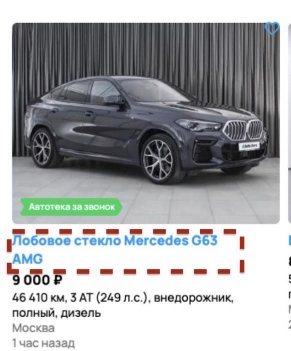 Автотека за звонок
Лобовое стекло Mercedes G63
AMG
9 000 ₽
46 410 км, 3 AT (249 л.с.), внедорожник,
полный, дизель
Москва
1 час назад